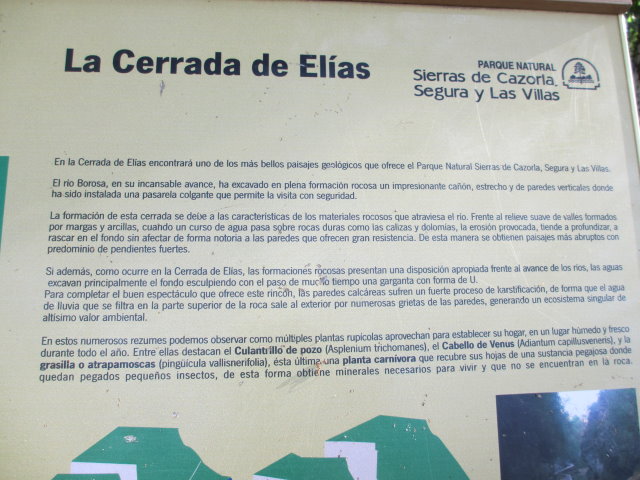 La Cerrada de Elías
PARQUE NATURAL
Sierras de Cazorla,
Segura y Las Villas
En la Cerrada de Elías encontrará uno de los más bellos paisajes geológicos que ofrece el Parque Natural Sierras de Cazorla, Segura y Las Villas.
El río Borosa, en su incansable avance, ha excavado en plena formación rocosa un impresionante cañón, estrecho y de paredes verticales donde
ha sido instalada una pasarela colgante que permite la visita con seguridad.
La formación de esta cerrada se debe a las características de los materiales rocosos que atraviesa el río. Frente al relieve suave de valles formados
por margas y arcillas, cuando un curso de agua pasa sobre rocas duras como las calizas y dolomías, la erosión provocada, tiende a profundizar, a
rascar en el fondo sin afectar de forma notoria a las paredes que ofrecen gran resistencia. De esta manera se obtienen paisajes más abruptos con
predominio de pendientes fuertes.
Si además, como ocurre en la Cerrada de Elías, las formaciones rocosas presentan una disposición apropiada frente al avance de los ríos, las aguas
excavan principalmente el fondo esculpiendo con el paso de mucho tiempo una garganta con forma de U.
Para completar el buen espectáculo que ofrece este rincón, las paredes calcáreas sufren un fuerte proceso de karstificación, de forma que el agua
de lluvia que se filtra en la parte superior de la roca sale al exterior por numerosas grietas de las paredes, generando un ecosistema singular de
altísimo valor ambiental.
En estos numerosos rezumes podemos observar como múltiples plantas rupícolas aprovechan para establecer su hogar, en un lugar húmedo y fresco
durante todo el año. Entre ellas destacan el Culantrillo de pozo (Asplenium trichomanes), el Cabello de Venus (Adiantum capillusveneris), y la
grasilla o atrapamoscas (pingüicula vallisnerifolia), ésta última una planta carnívora que recubre sus hojas de una sustancia pegajosa donde
quedan pegados pequeños insectos, de esta forma obtiene minerales necesarios para vivir y que no se encuentran en la roca.